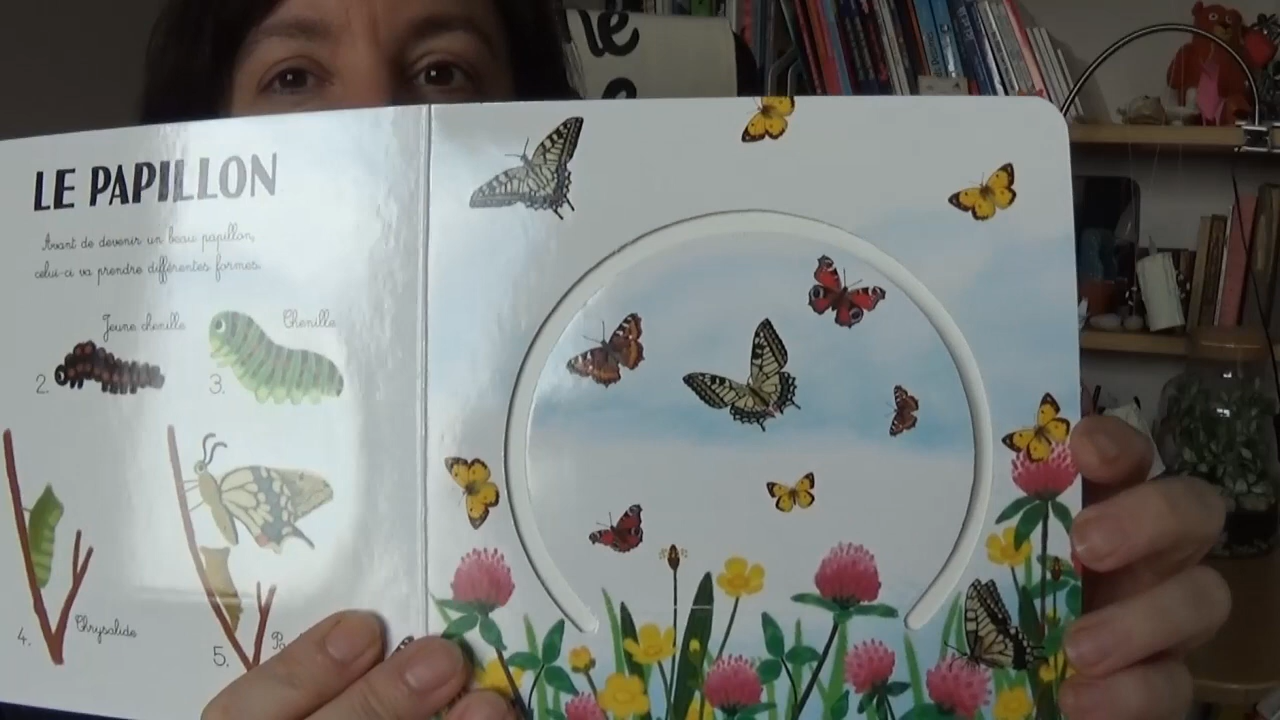 le
LE PAPILLON
Avant de devenir un beau papillon,
celui-ci va prendre différentes formes.
Jeune chenille
Chenille
2.
3.
Chrysalide
4.
5.